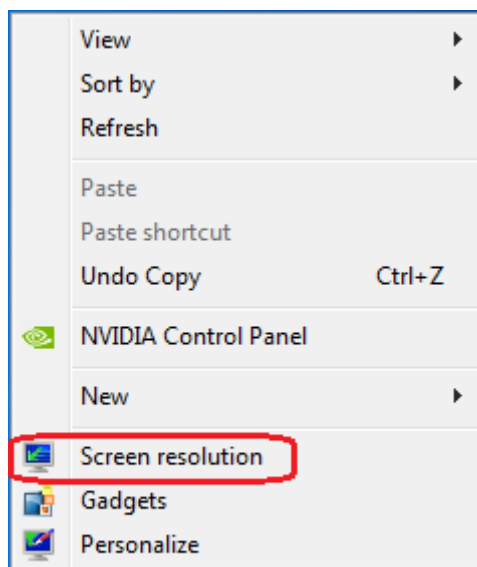 View
Sort by
Refresh
Paste
Paste shortcut
Undo Copy Ctrl+Z
NVIDIA Control Panel
New
Screen resolution
Gadgets
Personalize